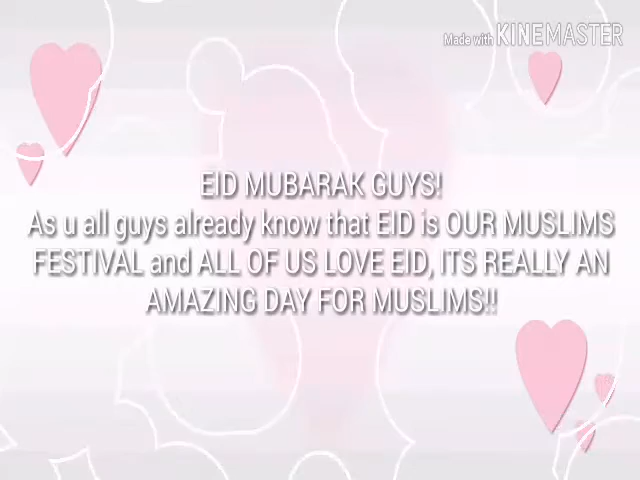 Made with KINEMASTER
EID MUBARAK GUYS!
As u all guys already know that EID is OUR MUSLIMS
FESTIVAL and ALL OF US LOVE EID, ITS REALLY AN
AMAZING DAY FOR MUSLIMS!!